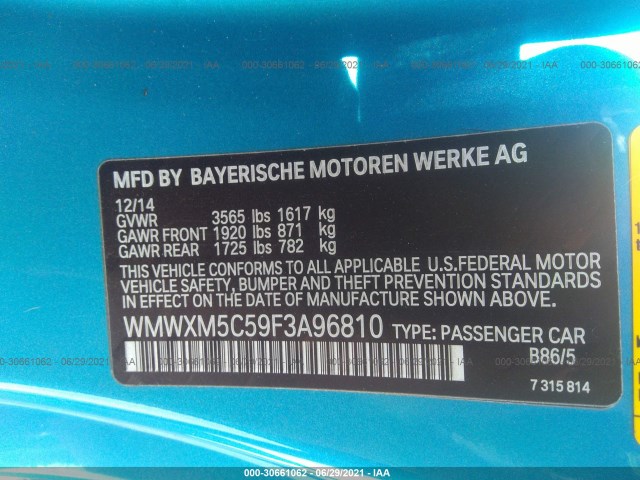 000-30661062 - 06/29/2021 - IAA
MFD BY BAYERISCHE MOTOREN WERKE AG
12/14
GVWR 3565 lbs 1617 kg
GAWR FRONT 1920 lbs 871 kg
GAWR REAR 1725 lbs 782 kg
THIS VEHICLE CONFORMS TO ALL APPLICABLE U.S.FEDERAL MOTOR
VEHICLE SAFETY, BUMPER AND THEFT PREVENTION STANDARDS
IN EFFECT ON THE DATE OF MANUFACTURE SHOWN ABOVE.
WMWXM5C59F3A96810 TYPE: PASSENGER CAR
B86/5
7 315 814
000-30661062 - 06/29/2021 - IAA